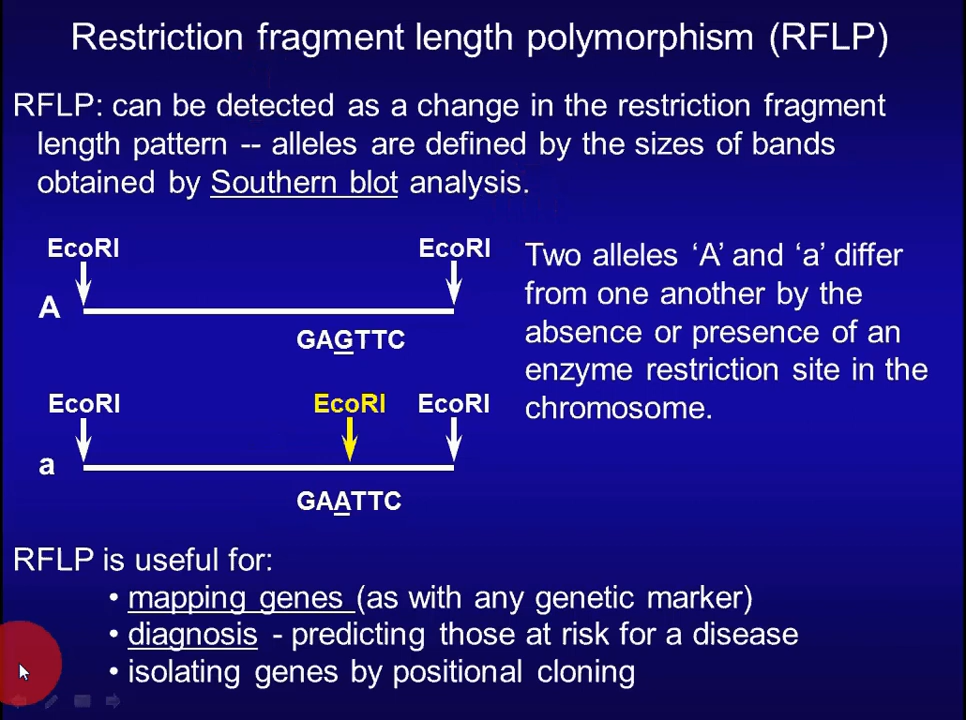 Restriction fragment length polymorphism (RFLP)
RFLP: can be detected as a change in the restriction fragment
length pattern -- alleles are defined by the sizes of bands
obtained by Southern blot analysis.
EcoRI EcoRI
A
GAGTTC
EcoRI EcoRI EcoRI
a
GAATTC
Two alleles ‘A’ and ‘a’ differ
from one another by the
absence or presence of an
enzyme restriction site in the
chromosome.
RFLP is useful for:
• mapping genes (as with any genetic marker)
• diagnosis - predicting those at risk for a disease
• isolating genes by positional cloning